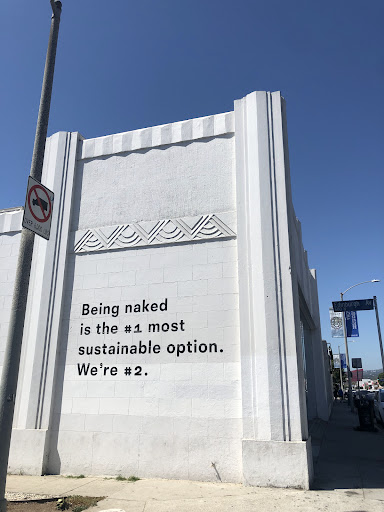 Being naked
is the #1 most
sustainable option.
We're #2.